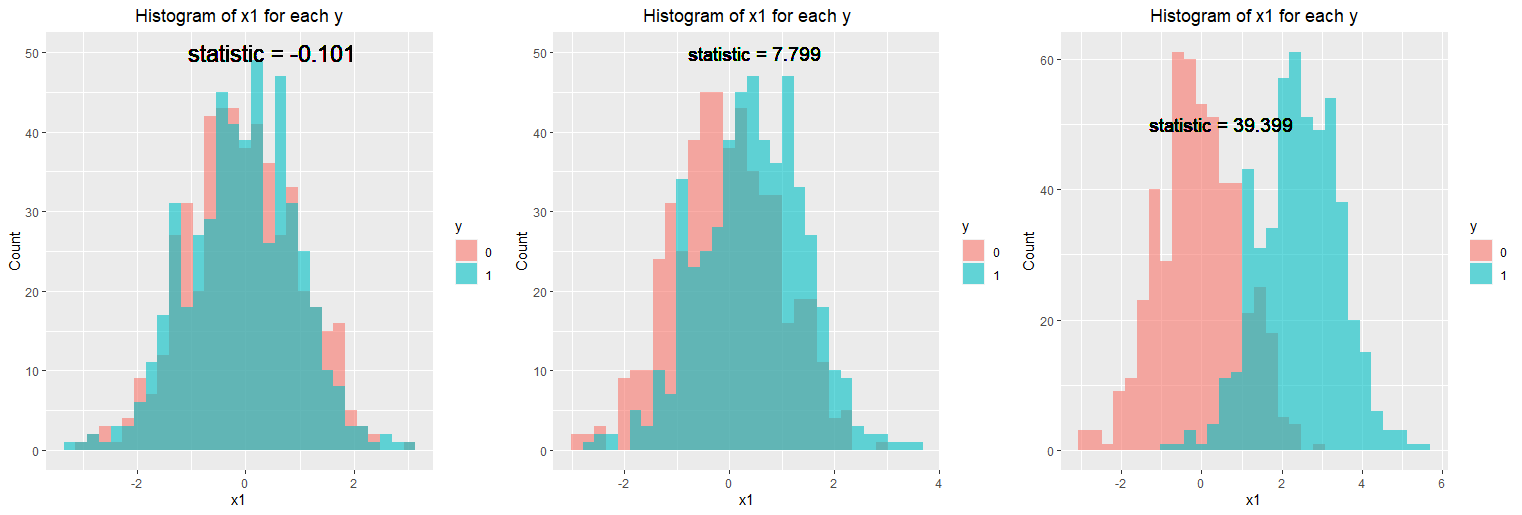 Histogram of x1 for each y
statistic = -0.101
50
40
30
20
10
0
Count
-2
0
2
x1
y
0
1
Histogram of x1 for each y
statistic = 7.799
50
40
30
20
10
0
Count
-2
0
2
4
x1
y
0
1
Histogram of x1 for each y
statistic = 39.399
60
40
20
0
Count
-2
0
2
4
6
x1
y
0
1